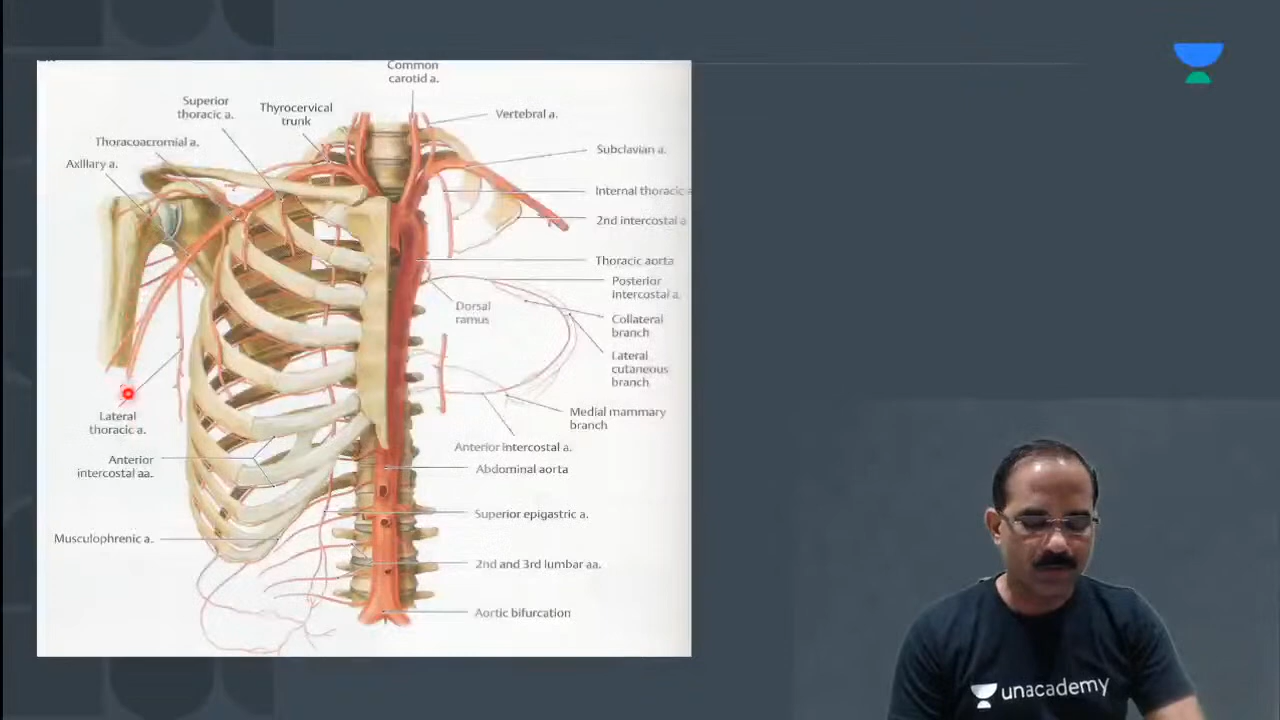 Common
carotid a.
Superior
thoracic a.
Thyrocervical
trunk
Vertebral a.
Thoracoacromial a.
Subclavian a.
Axillary a.
Internal thoracic a
2nd intercostal a
Thoracic aorta
Posterior
intercostal a.
Dorsal
ramus
Collateral
branch
Lateral
cutaneous
branch
Lateral
thoracic a.
Medial mammary
branch
Anterior intercostal a.
Anterior
intercostal aa.
Abdominal aorta
Superior epigastric a.
Musculophrenic a.
2nd and 3rd lumbar aa.
Aortic bifurcation
unacademy